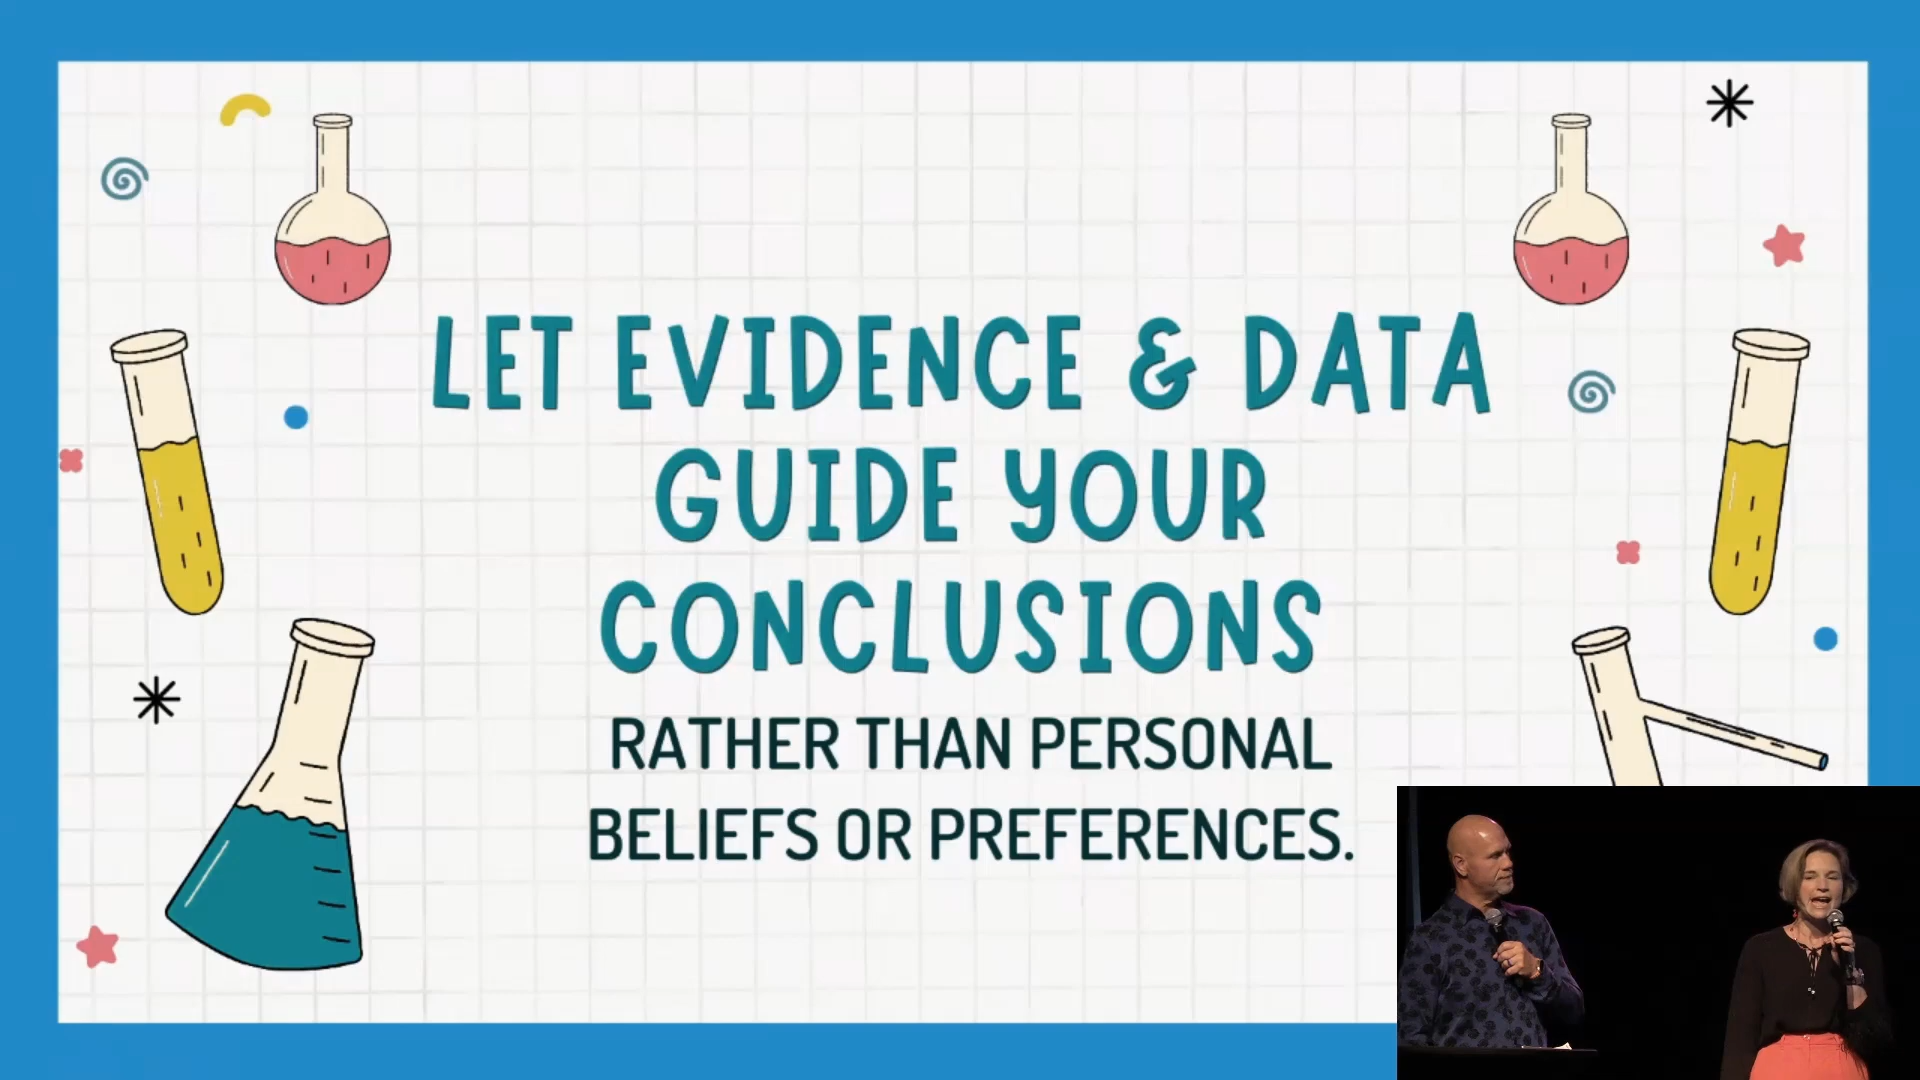 LET EVIDENCE & DATA
GUIDE YOUR
CONCLUSIONS
RATHER THAN PERSONAL
BELIEFS OR PREFERENCES.